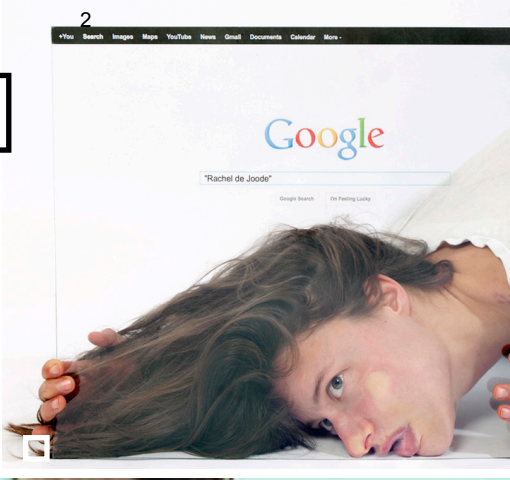 2
+You Search Images Maps YouTube News Gmail Documents Calendar More
Google
"Rachel de Joode"
Google Search I'm Feeling Lucky